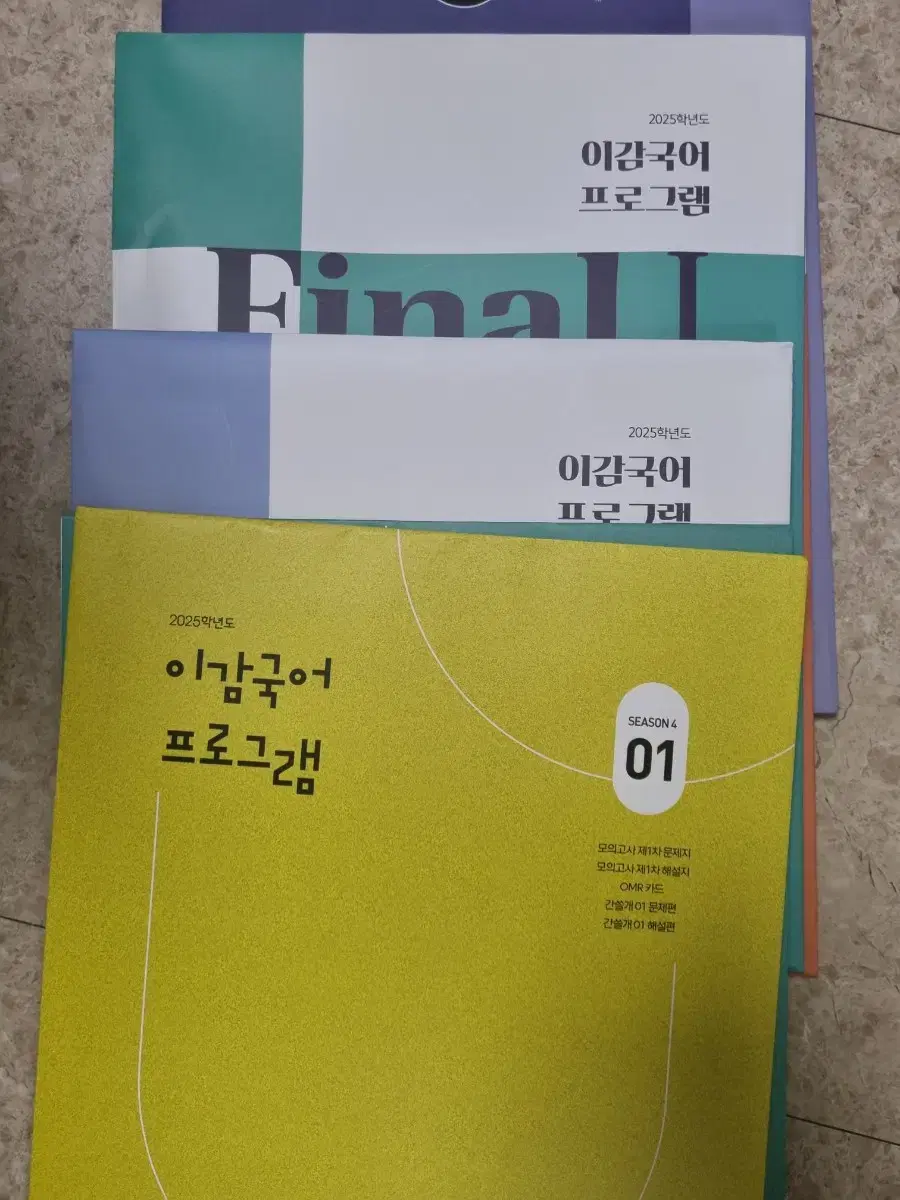 2025학년도
이감국어
프로그램
Final
2025학년도
이감국어
프로그램
2025학년도
이감국어
프로그램
SEASON 4
01
모의고사 제1차 문제지
모의고사 제1차 해설지
OMR 카드
간쓸개 01 문제편
간쓸개 01 해설편